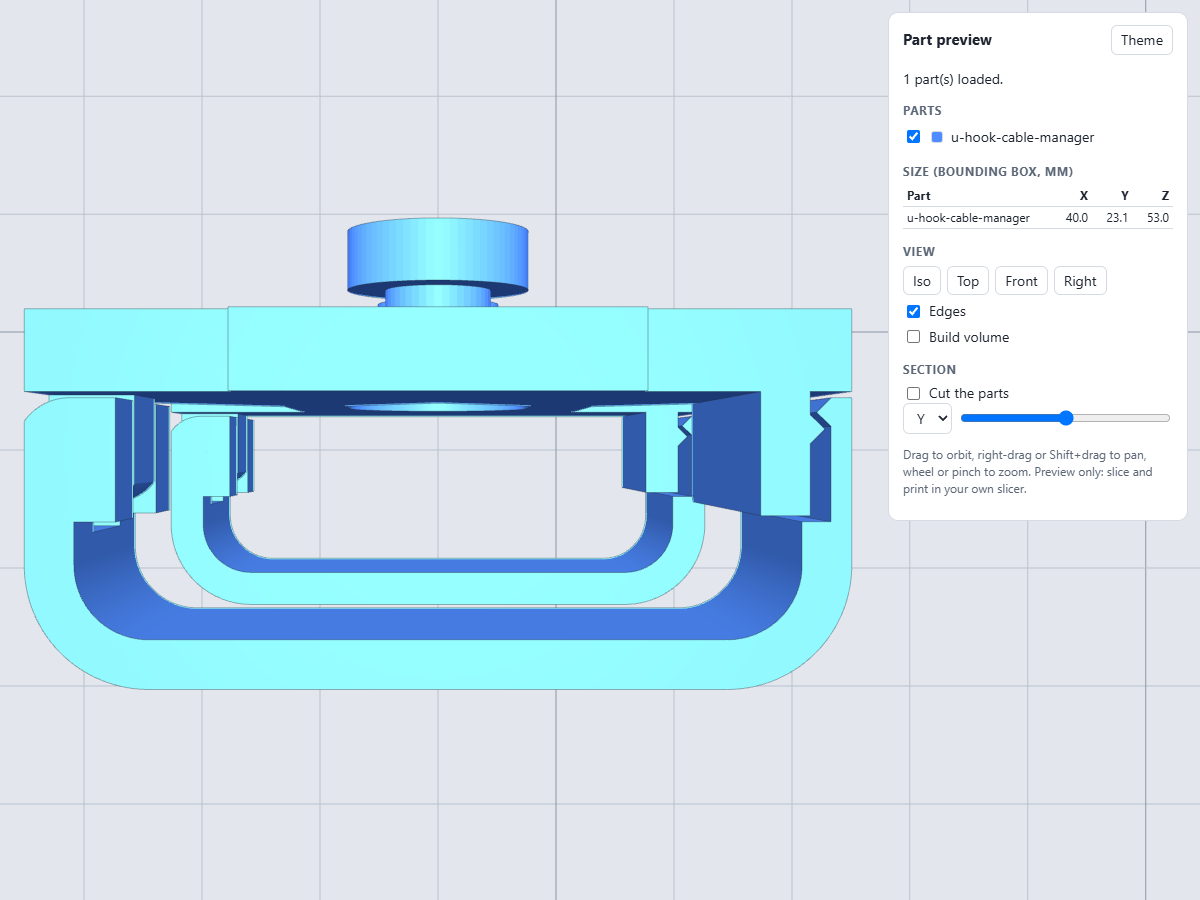 Part preview
Theme
1 part(s) loaded.
PARTS
u-hook-cable-manager
SIZE (BOUNDING BOX, MM)
Part X Y Z
u-hook-cable-manager 40.0 23.1 53.0
VIEW
Iso Top Front Right
Edges
Build volume
SECTION
Cut the parts
Y
Drag to orbit, right-drag or Shift+drag to pan,
wheel or pinch to zoom. Preview only: slice and
print in your own slicer.